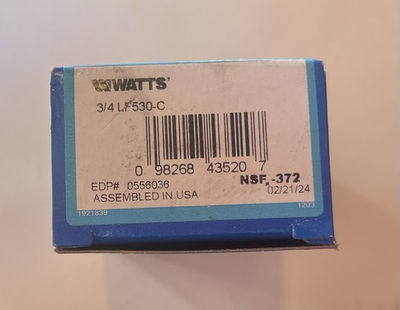 WATTS
3/4 LF530-C
0 98268 43520 7
EDP# 0556036
NSF -372
ASSEMBLED IN USA
02/21/24
1921839
1203